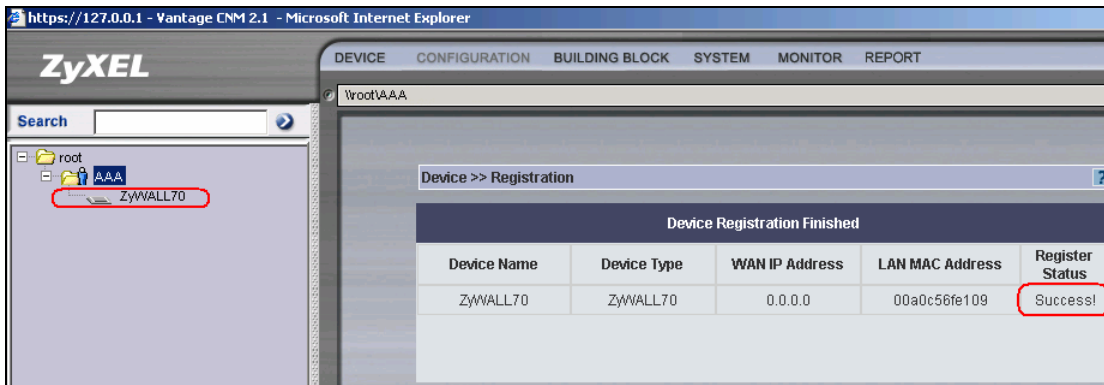 https://127.0.0.1 - Vantage CNM 2.1 - Microsoft Internet Explorer
ZyXEL
DEVICE CONFIGURATION BUILDING BLOCK SYSTEM MONITOR REPORT
\\root\AAA
Search
root
AAA
ZyWALL70
Device >> Registration ?
Device Registration Finished
Device Name Device Type WAN IP Address LAN MAC Address Register Status
ZyWALL70 ZyWALL70 0.0.0.0 00a0c56fe109 Success!